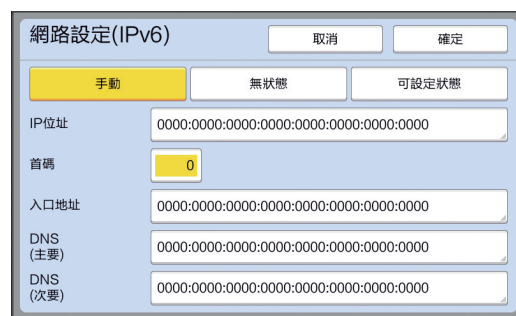 網路設定(IPv6) 取消 確定
手動 無狀態 可設定狀態
IP位址 0000:0000:0000:0000:0000:0000:0000:0000
首碼 0
入口地址 0000:0000:0000:0000:0000:0000:0000:0000
DNS
(主要) 0000:0000:0000:0000:0000:0000:0000:0000
DNS
(次要) 0000:0000:0000:0000:0000:0000:0000:0000